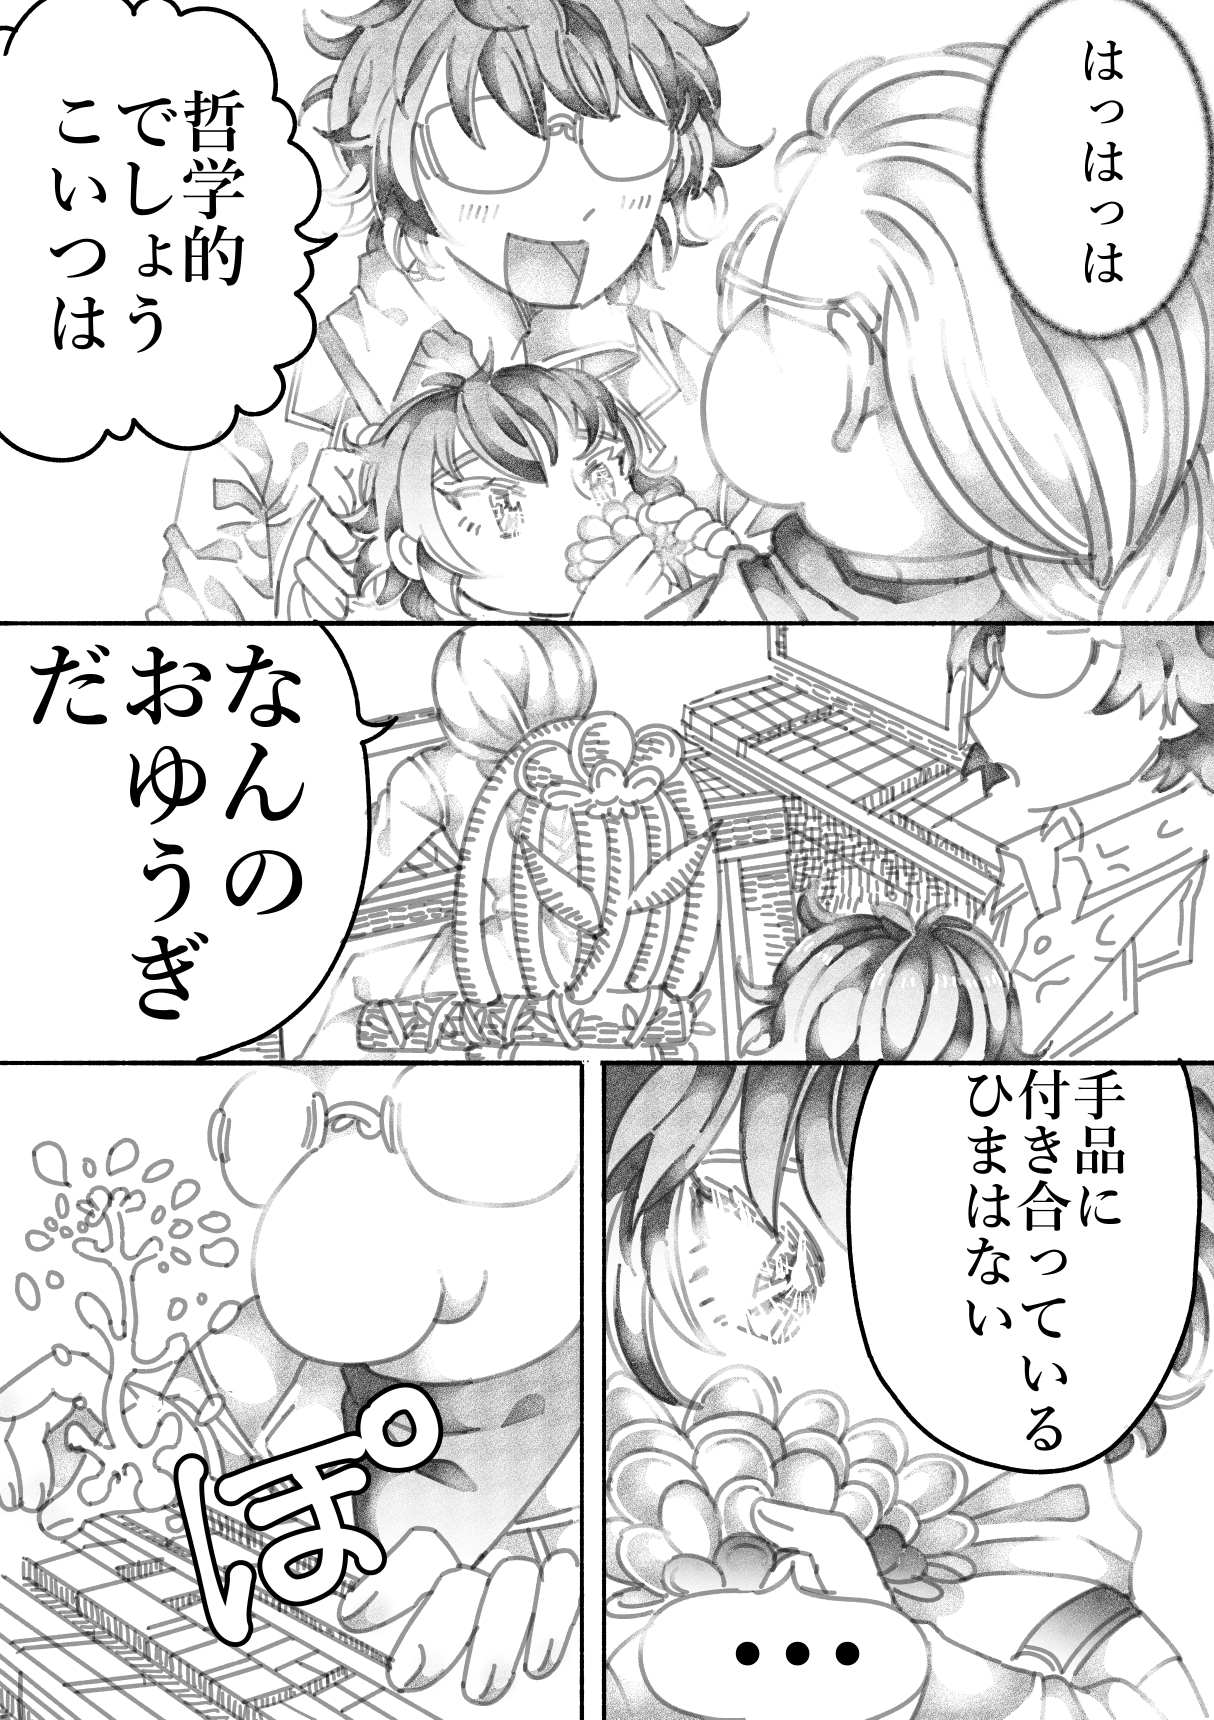 はっはっは
哲学的
でしょう
こいつは
なんの
おゆうぎ
だ
手品に
付き合っている
ひまはない
・・・
ぽ